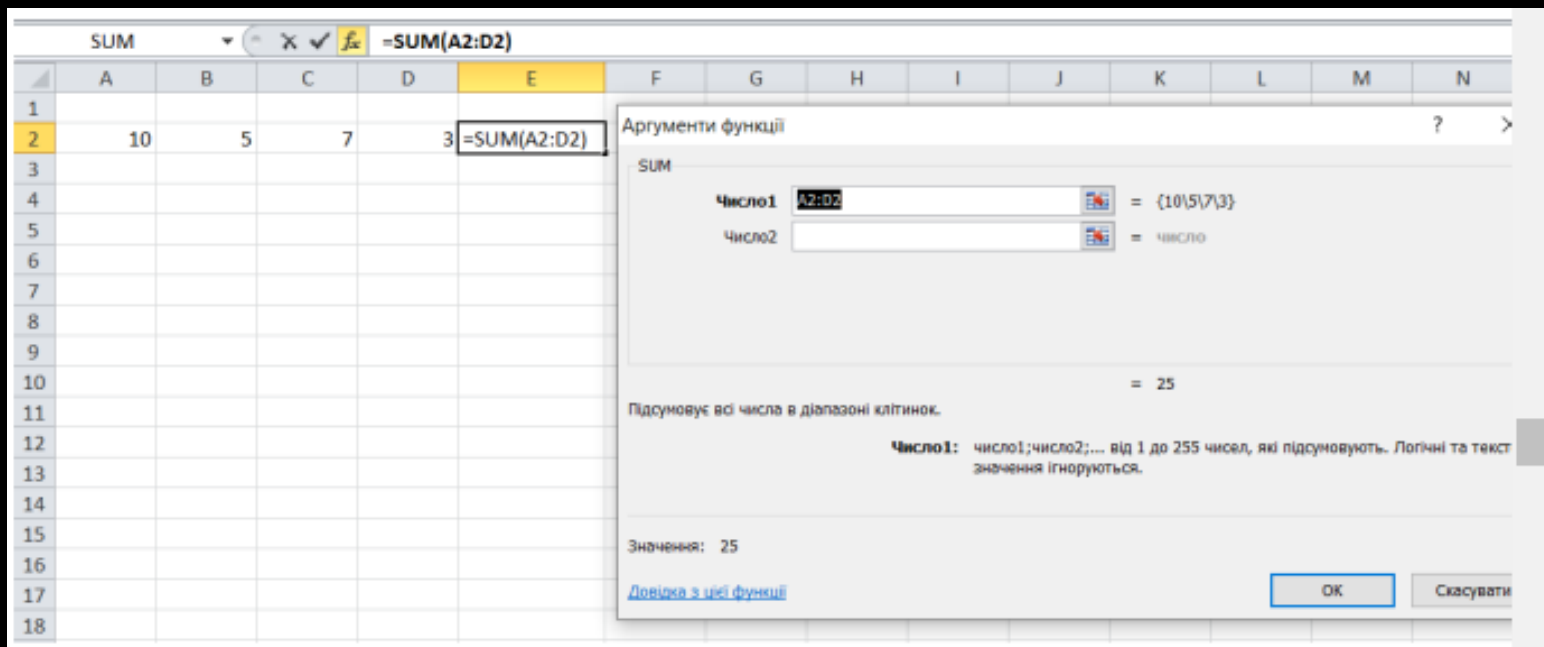 SUM =SUM(A2:D2)
A B C D E F G H I J K L M N
1
2 10 5 7 3 =SUM(A2:D2)
3
4
5
6
7
8
9
10
11
12
13
14
15
16
17
18
Аргументи функції ?
SUM
Число1 A2:D2 = {10\5\7\3}
Число2 = число
= 25
Підсумовує всі числа в діапазоні клітинок.
Число1: число1;число2;... від 1 до 255 чисел, які підсумовують. Логічні та текст
значення ігноруються.
Значення: 25
Довідка з цієї функції
OK Скасувати